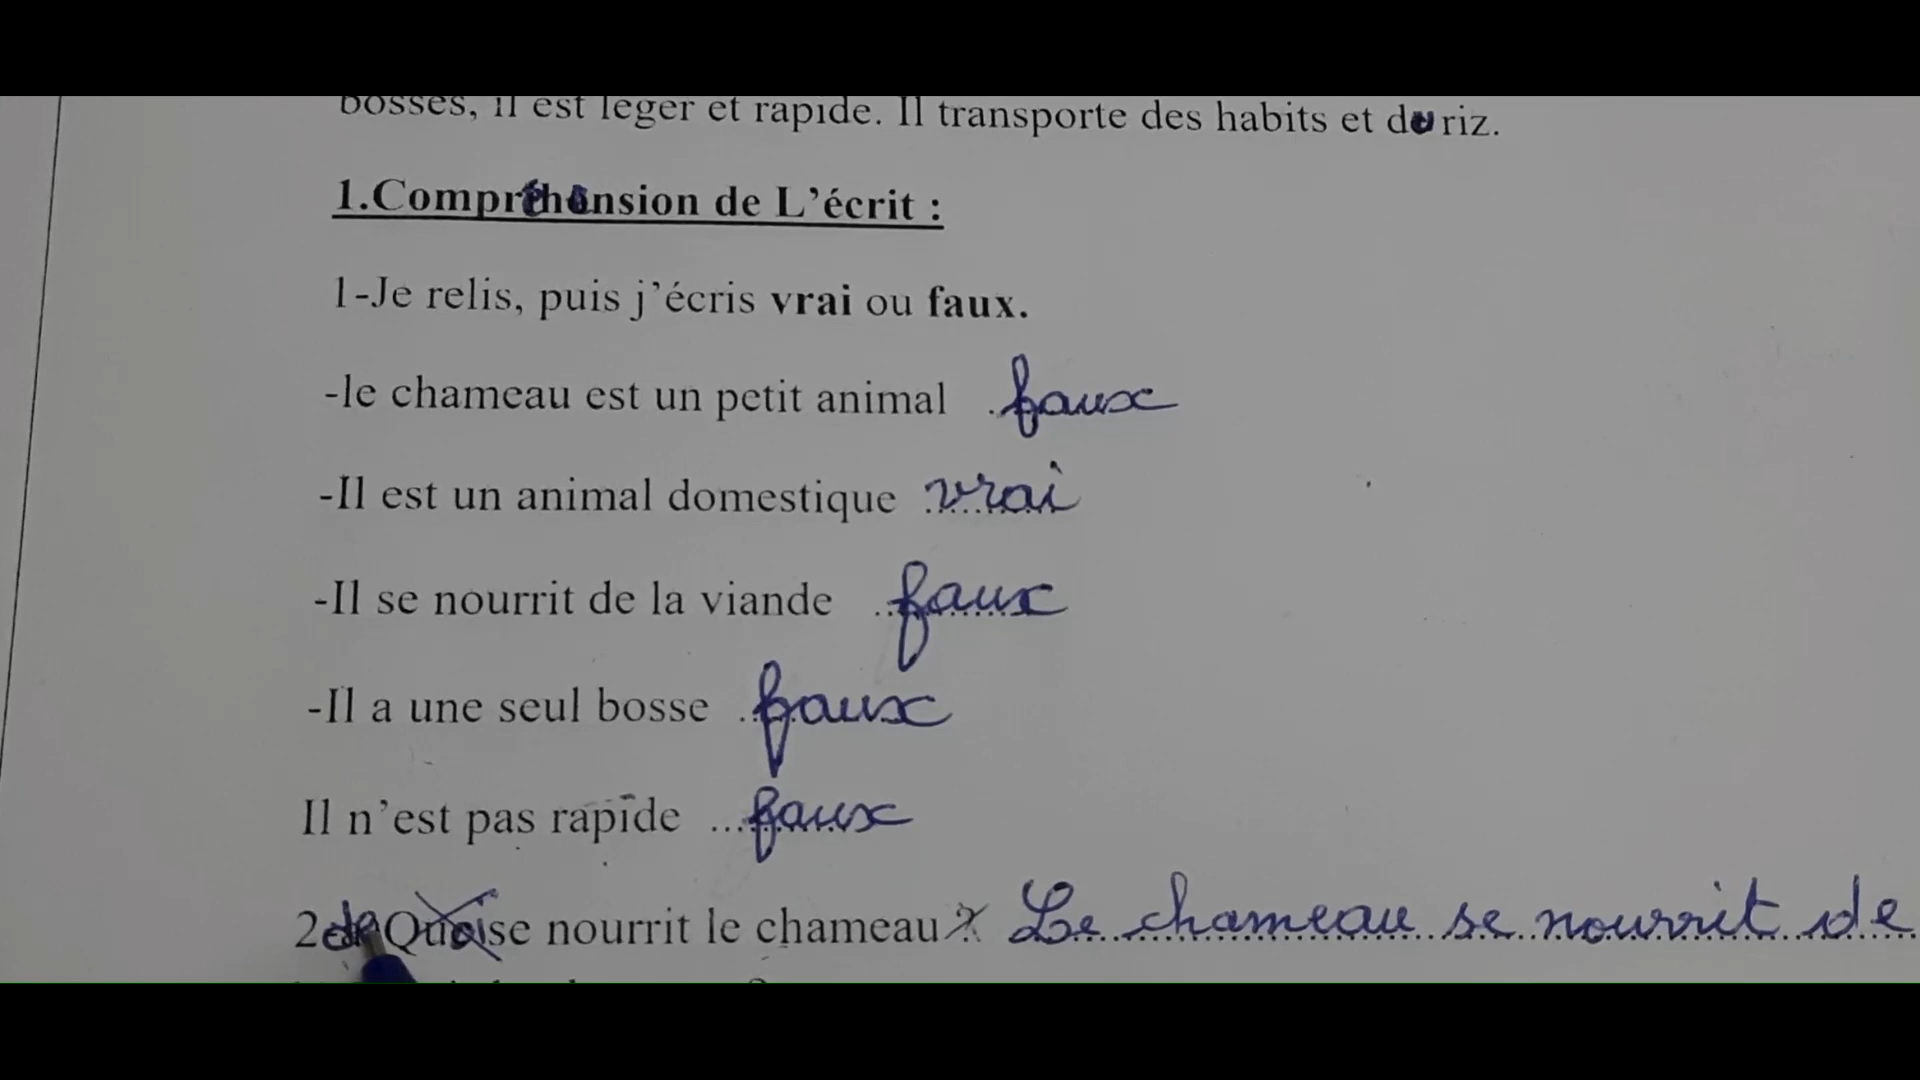 bosses, il est léger et rapide. Il transporte des habits et du riz.
1.Compréhension de L'écrit :
1-Je relis, puis j'écris vrai ou faux.
-le chameau est un petit animal .faux
-Il est un animal domestique vrai
-Il se nourrit de la viande ..faux
-Il a une seul bosse ..faux
Il n'est pas rapide ...faux
2 de Quoi se nourrit le chameau ? Le chameau se nourrit de